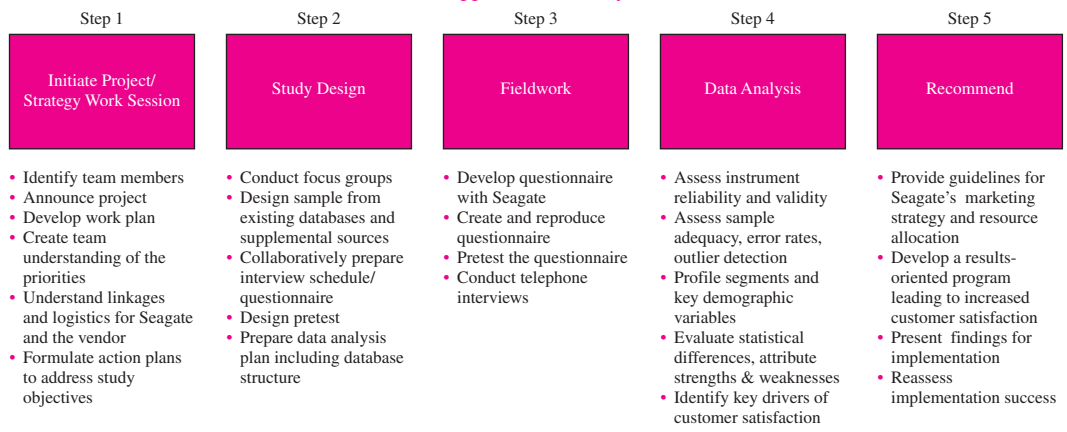 Step 1
Step 2
Step 3
Step 4
Step 5
Initiate Project/
Strategy Work Session
Study Design
Fieldwork
Data Analysis
Recommend
• Identify team members
• Announce project
• Develop work plan
• Create team
understanding of the
priorities
• Understand linkages
and logistics for Seagate
and the vendor
• Formulate action plans
to address study
objectives
• Conduct focus groups
• Design sample from
existing databases and
supplemental sources
• Collaboratively prepare
interview schedule/
questionnaire
• Design pretest
• Prepare data analysis
plan including database
structure
• Develop questionnaire
with Seagate
• Create and reproduce
questionnaire
• Pretest the questionnaire
• Conduct telephone
interviews
• Assess instrument
reliability and validity
• Assess sample
adequacy, error rates,
outlier detection
• Profile segments and
key demographic
variables
• Evaluate statistical
differences, attribute
strengths & weaknesses
• Identify key drivers of
customer satisfaction
• Provide guidelines for
Seagate's marketing
strategy and resource
allocation
• Develop a results-
oriented program
leading to increased
customer satisfaction
• Present findings for
implementation
• Reassess
implementation success